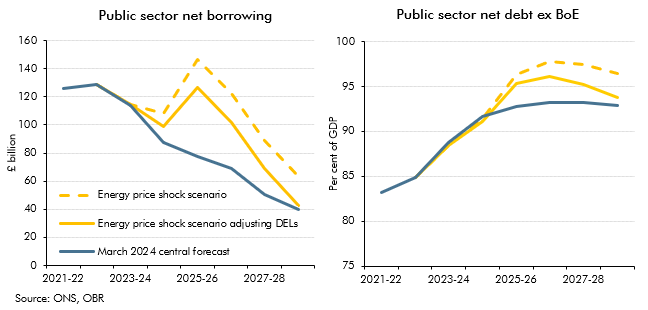 Public sector net borrowing
160
140
120
100
80
60
40
20
0
£ billion
Energy price shock scenario
Energy price shock scenario adjusting DELs
March 2024 central forecast
2021-22
2023-24
2025-26
2027-28
Public sector net debt ex BoE
100
95
90
85
80
75
Per cent of GDP
2021-22
2023-24
2025-26
2027-28
Source: ONS, OBR